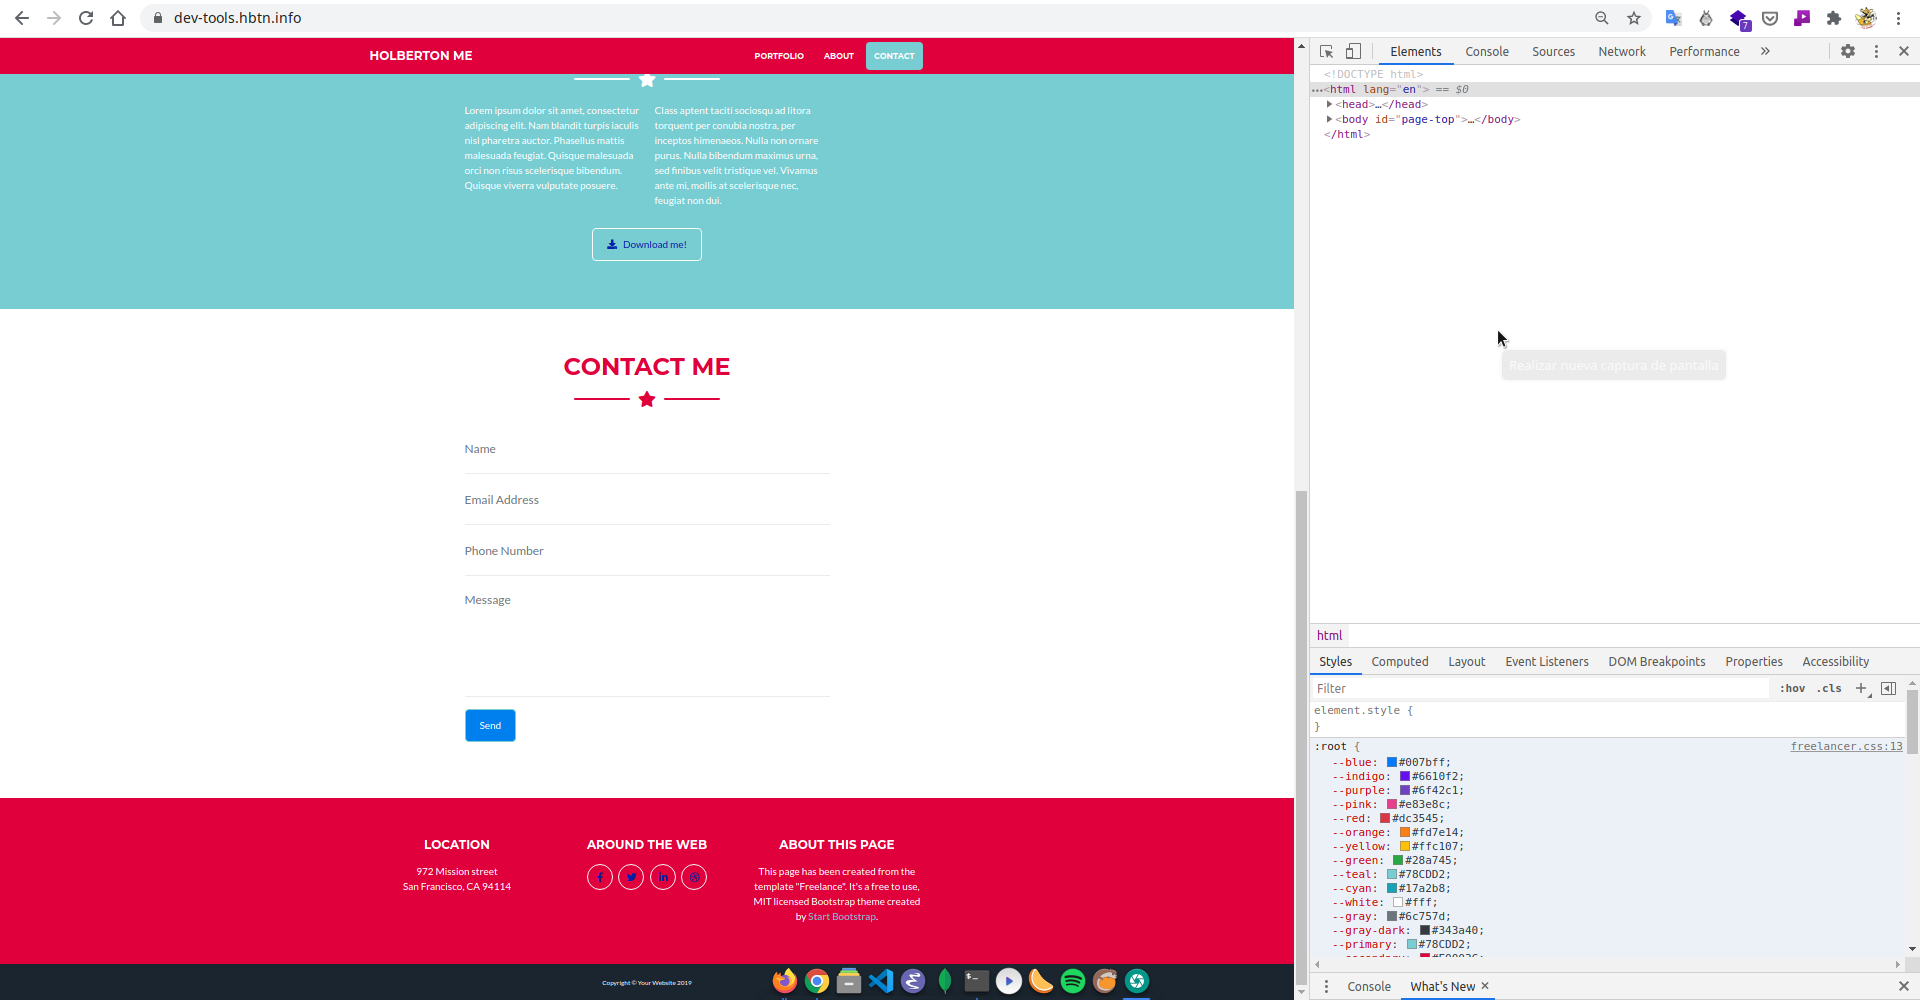 dev-tools.hbtn.info
7
HOLBERTON ME
PORTFOLIO
ABOUT
CONTACT
Lorem ipsum dolor sit amet, consectetur
adipiscing elit. Nam blandit turpis iaculis
nisl pharetra auctor. Phasellus mattis
malesuada feugiat. Quisque malesuada
orci non risus scelerisque bibendum.
Quisque viverra vulputate posuere.
Class aptent taciti sociosqu ad litora
torquent per conubia nostra, per
inceptos himenaeos. Nulla non ornare
purus. Nulla bibendum maximus urna,
sed finibus velit tristique vel. Vivamus
ante mi, mollis at scelerisque nec,
feugiat non dui.
Download me!
CONTACT ME
Name
Email Address
Phone Number
Message
Send
LOCATION
972 Mission street
San Francisco, CA 94114
AROUND THE WEB
ABOUT THIS PAGE
This page has been created from the
template "Freelance". It's a free to use,
MIT licensed Bootstrap theme created
by Start Bootstrap.
Copyright © Your Website 2019
Elements Console Sources Network Performance »
<!DOCTYPE html>
…<html lang="en"> == $0
<head>…</head>
<body id="page-top">…</body>
</html>
Realizar nueva captura de pantalla
html
Styles Computed Layout Event Listeners DOM Breakpoints Properties Accessibility
Filter :hov .cls +
element.style {
}
:root { freelancer.css:13
--blue: #007bff;
--indigo: #6610f2;
--purple: #6f42c1;
--pink: #e83e8c;
--red: #dc3545;
--orange: #fd7e14;
--yellow: #ffc107;
--green: #28a745;
--teal: #78CDD2;
--cyan: #17a2b8;
--white: #fff;
--gray: #6c757d;
--gray-dark: #343a40;
--primary: #78CDD2;
Console What's New ×